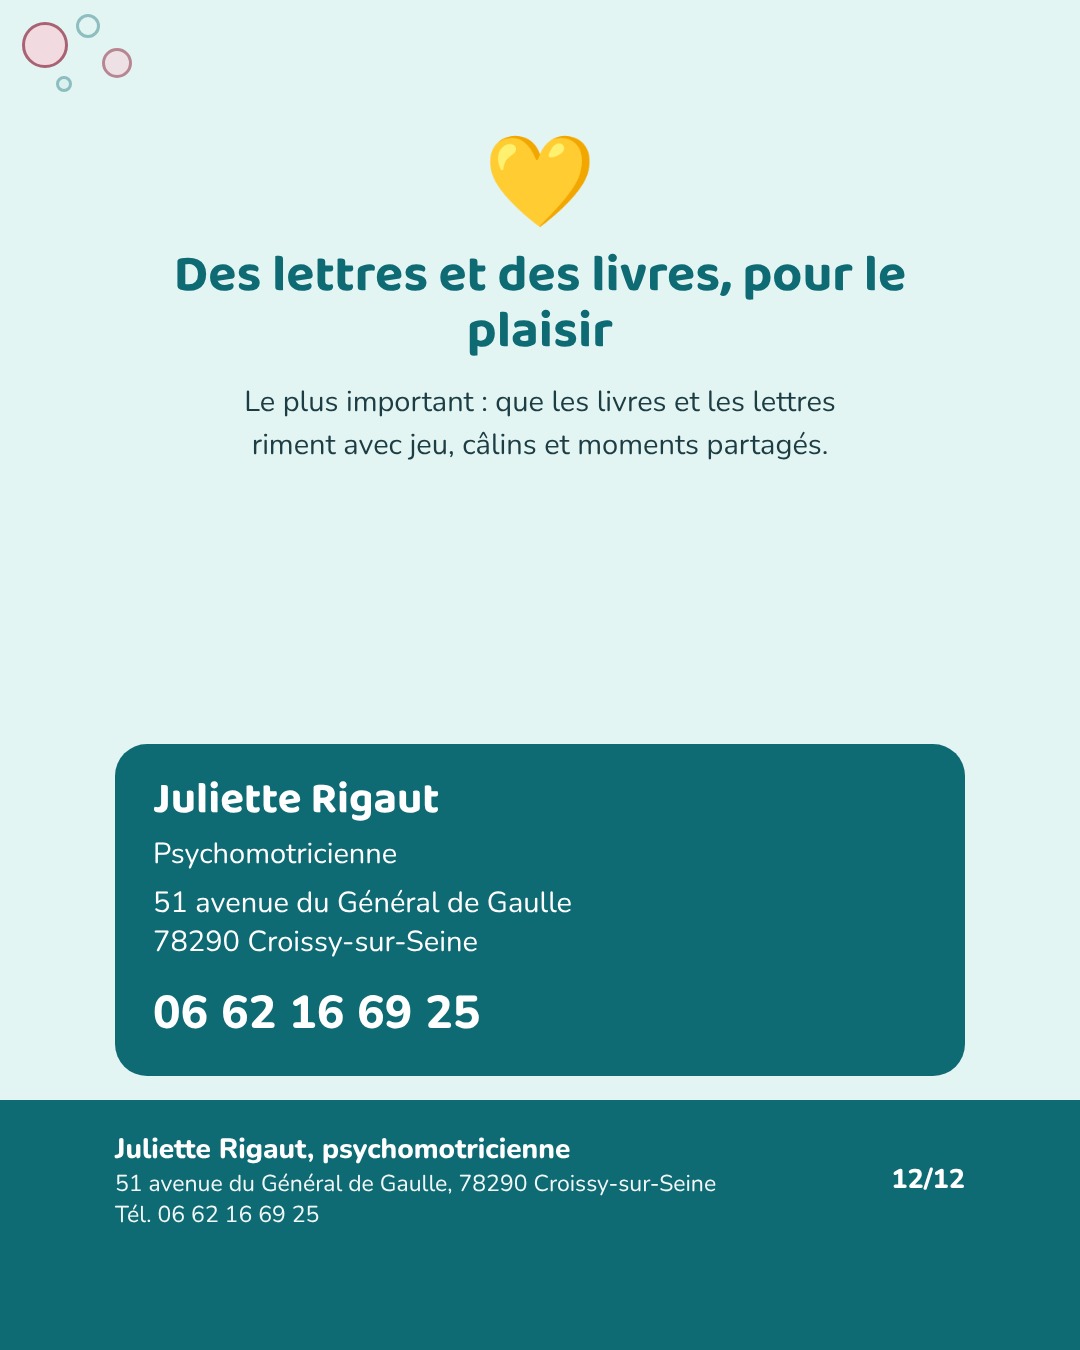 Des lettres et des livres, pour le
plaisir
Le plus important : que les livres et les lettres
riment avec jeu, câlins et moments partagés.
Juliette Rigaut
Psychomotricienne
51 avenue du Général de Gaulle
78290 Croissy-sur-Seine
06 62 16 69 25
Juliette Rigaut, psychomotricienne
51 avenue du Général de Gaulle, 78290 Croissy-sur-Seine
Tél. 06 62 16 69 25
12/12